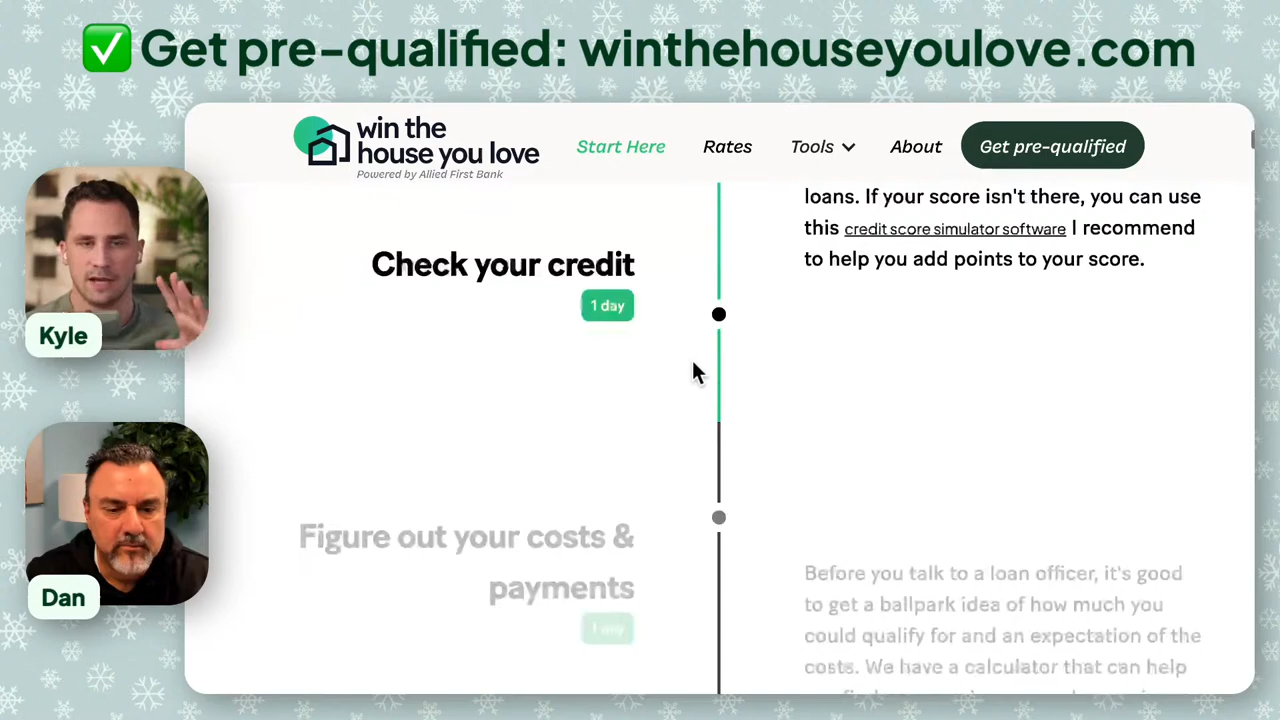 ✅ Get pre-qualified: winthehouseyoulove.com
win the
house you love
Powered by Allied First Bank
Start Here
Rates
Tools
About
Get pre-qualified
loans. If your score isn't there, you can use
this credit score simulator software I recommend
to help you add points to your score.
Check your credit
1 day
Kyle
Figure out your costs &
payments
1 day
Before you talk to a loan officer, it's good
to get a ballpark idea of how much you
could qualify for and an expectation of the
costs. We have a calculator that can help
Dan